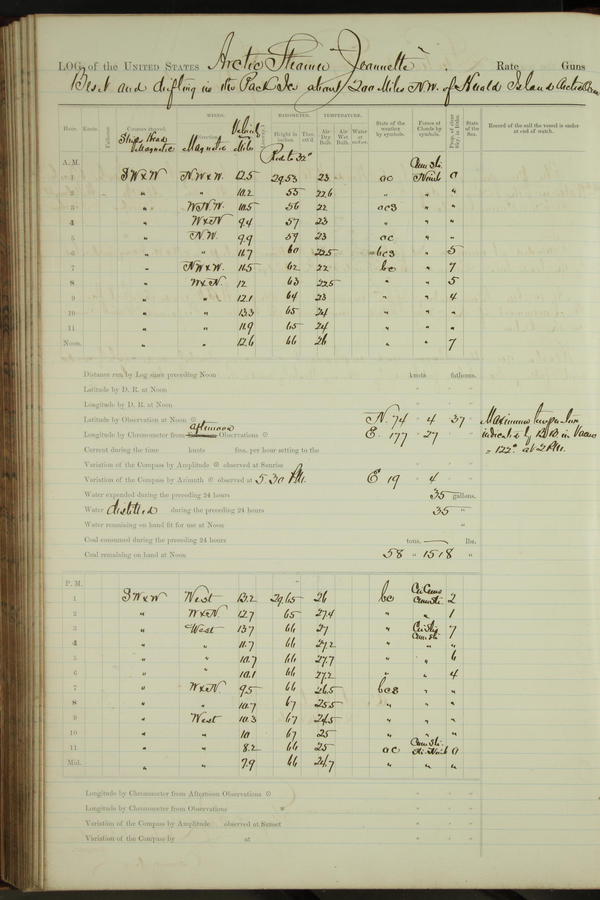 LOG of the UNITED STATES Arctic Steamer "Jeannette" Rate Guns
Beset and drifting in the Pack Ice about 200 Miles N.W. of Herald Island Arctic Ocean
WINDS. BAROMETER. TEMPERATURE.
Hour. Knots. Fathoms. Courses steered. Direction. Velocity Miles Height in inches Ther. att'd Air Dry Bulb. Air Wet Bulb. Water at surface. State of the weather by symbols. Forms of Clouds by symbols. Prop. of clear Sky, in 10ths. State of the Sea. Record of the sail the vessel is under at end of watch.
Ships Head Magnetic Magnetic Red to 32°
A.M. Cum Sti.
1 SWxW NWxW. 12.5 29.53 23 oc Nimb 0
2 " " 10.2 55 22.6 " " "
3 " WNW. 10.5 56 22 ocs " "
4 " WxN 9.4 57 23 " " "
5 " N.W. 9.9 59 23 oc " "
6 " " 11.7 60 22.5 bcs " 5
7 " NWxW. 11.5 62 22 bc " 7
8 " WxN. 12 63 22.5 " " 5
9 " " 12.1 64 23 " " 4
10 " " 13.3 65 24 " " "
11 " " 11.9 65 24 " " "
Noon. " " 12.6 66 26 " " 7
Distance run by Log since preceding Noon knots fathoms.
Latitude by D. R. at Noon
Longitude by D. R. at Noon
Latitude by Observation at Noon N. 74 4 37
Longitude by Chronometer from afternoon Observations E. 177 27
Maximum temperature
indicated by B.B. in Vacuo
= 122° at 2 P.M.
Current during the time knots fms. per hour setting to the
Variation of the Compass by Amplitude observed at Sunrise
Variation of the Compass by Azimuth observed at 5.30 P.M. E 19 4
Water expended during the preceding 24 hours 35 gallons.
Water distilled during the preceding 24 hours 35 "
Water remaining on hand fit for use at Noon "
Coal consumed during the preceding 24 hours tons. lbs.
Coal remaining on hand at Noon 58 " 1518 "
P.M.
1 SWxW West 13.2 29.65 26 bc Ci Cum Cum Sti 2
2 " WxN. 12.7 65 27.4 " " 1
3 " West 13.7 66 27 " Cum Sti 7
4 " " 11.7 66 27.2 " " "
5 " " 10.7 66 27.7 " " 6
6 " " 10.1 66 27.2 " " 4
7 " WxN. 9.5 66 26.5 bcs " "
8 " " 10.7 67 25.5 " " "
9 " West 10.3 67 24.5 " " "
10 " " 10 67 25 " " "
11 " " 8.2 66 25 oc Cum Sti. 0
Mid. " " 7.9 66 24.7 " " "
Longitude by Chronometer from Afternoon Observations
Longitude by Chronometer from Observations *
Variation of the Compass by Amplitude observed at Sunset
Variation of the Compass by at